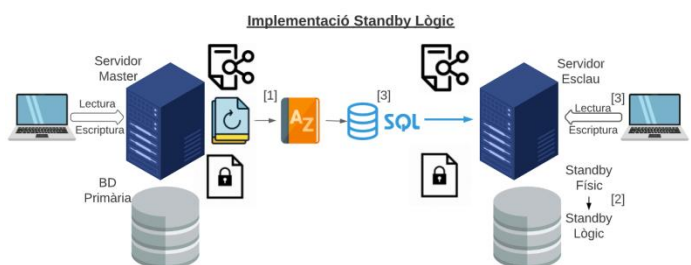 Implementació Standby Lògic
Servidor
Master
Lectura
Escriptura
BD
Primària
[1]
AZ
[3]
SQL
Servidor
Esclau
[3]
Lectura
Escriptura
Standby
Físic
[2]
Standby
Lògic